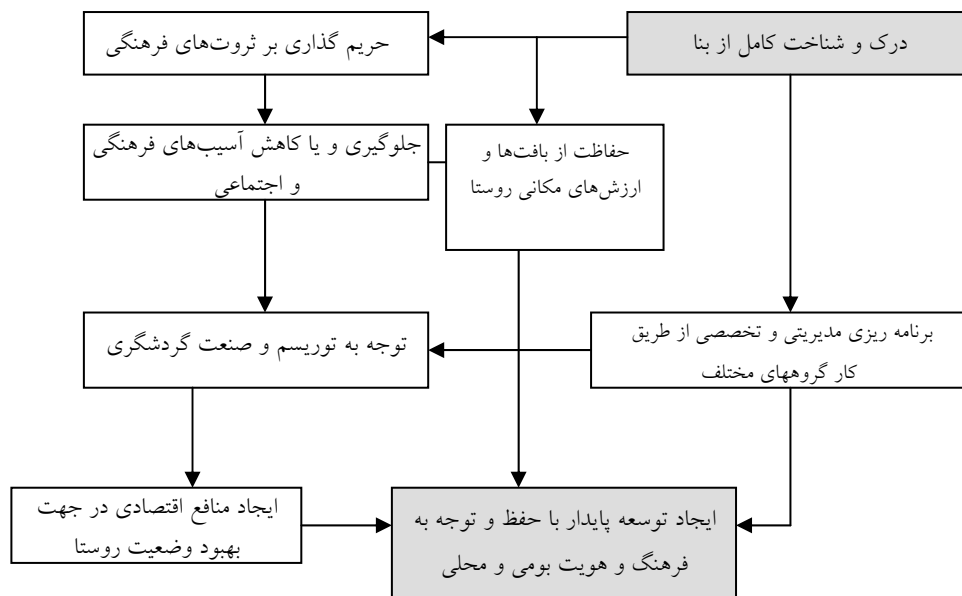 درک و شناخت کامل از بنا
حریم گذاری بر ثروت‌های فرهنگی
جلوگیری و یا کاهش آسیب‌های فرهنگی
و اجتماعی
حفاظت از بافت‌ها و
ارزش‌های مکانی روستا
برنامه ریزی مدیریتی و تخصصی از طریق
کار گروههای مختلف
توجه به توریسم و صنعت گردشگری
ایجاد منافع اقتصادی در جهت
بهبود وضعیت روستا
ایجاد توسعه پایدار با حفظ و توجه به
فرهنگ و هویت بومی و محلی